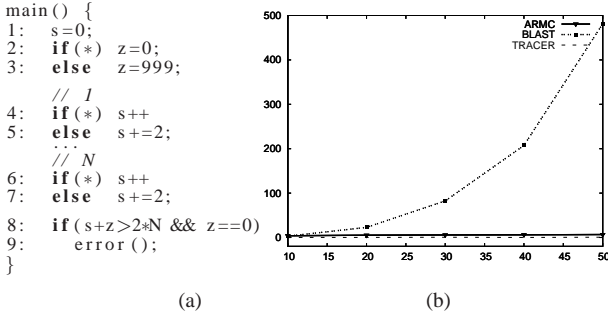 main() {
1: s=0;
2: if(*) z=0;
3: else z=999;
// 1
4: if(*) s++
5: else s+=2;
...
// N
6: if(*) s++
7: else s+=2;
8: if(s+z>2*N && z==0)
9: error();
}
(a)
500
400
300
200
100
0
10 15 20 25 30 35 40 45 50
ARMC
BLAST
TRACER
(b)